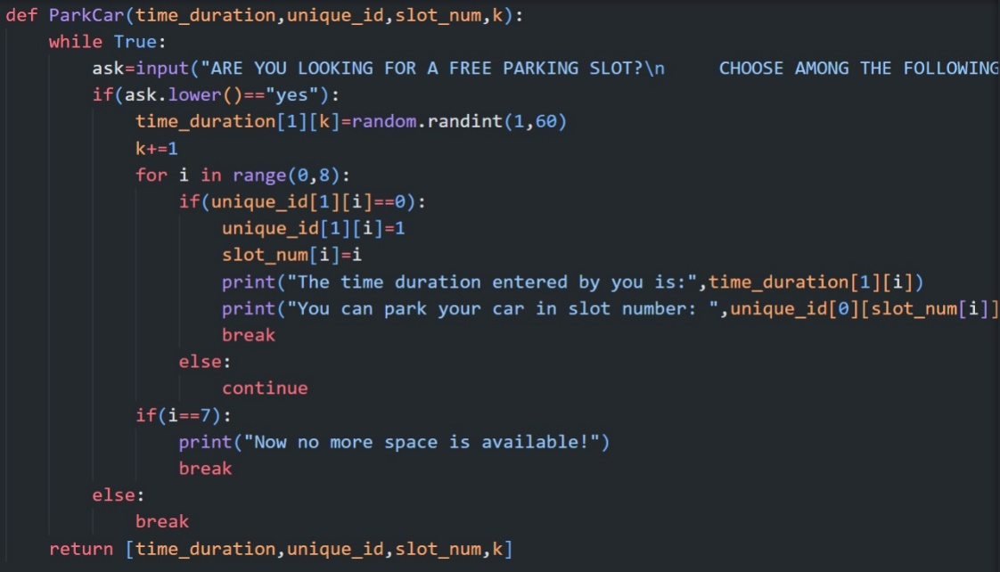 def ParkCar(time_duration,unique_id,slot_num,k):
    while True:
        ask=input("ARE YOU LOOKING FOR A FREE PARKING SLOT?\n     CHOOSE AMONG THE FOLLOWING
        if(ask.lower()=="yes"):
            time_duration[1][k]=random.randint(1,60)
            k+=1
            for i in range(0,8):
                if(unique_id[1][i]==0):
                    unique_id[1][i]=1
                    slot_num[i]=i
                    print("The time duration entered by you is:",time_duration[1][i])
                    print("You can park your car in slot number: ",unique_id[0][slot_num[i]]
                    break
                else:
                    continue
            if(i==7):
                print("Now no more space is available!")
                break
        else:
            break
    return [time_duration,unique_id,slot_num,k]